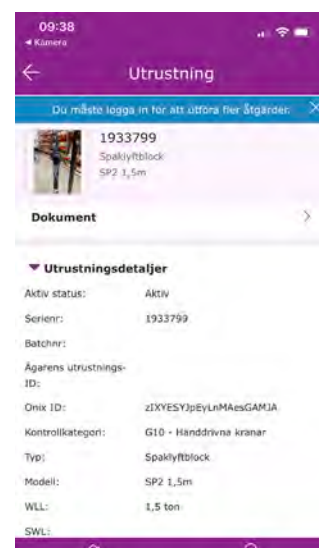 09:38
Kamera
Utrustning
Du måste logga in för att utföra fler åtgärder.
1933799
Spaklyftblock
SP2 1,5m
Dokument
Utrustningsdetaljer
Aktiv status: Aktiv
Serienr: 1933799
Batchnr:
Ägarens utrustnings-
ID:
Onix ID: zIXYESYJpEyLnMAesGAMJA
Kontrollkategori: G10 - Handdrivna kranar
Typ: Spaklyftblock
Modell: SP2 1,5m
WLL: 1,5 ton
SWL: